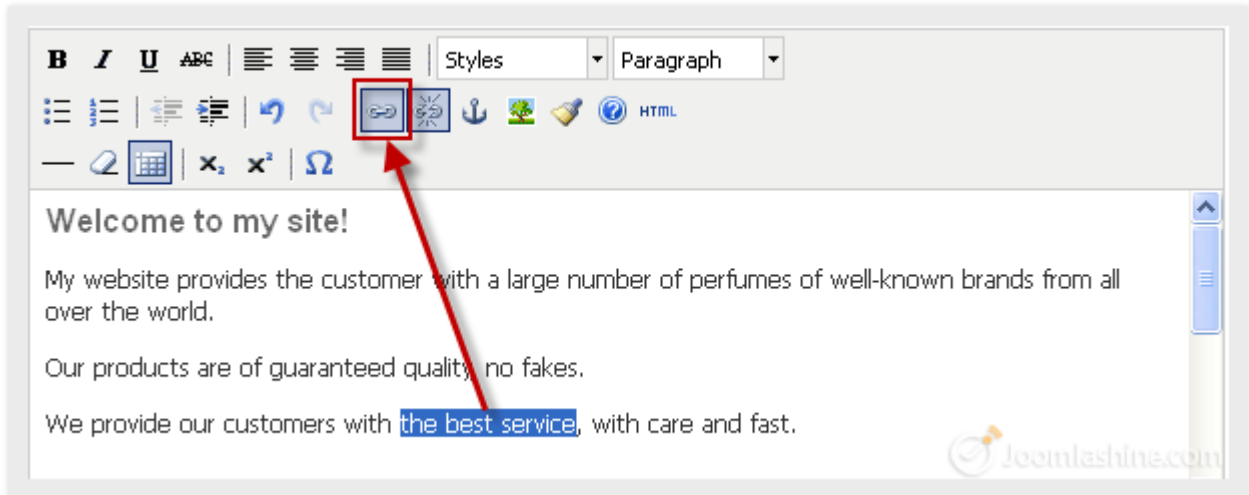 B I U ABC Styles Paragraph
HTML
x₂ x² Ω
Welcome to my site!
My website provides the customer with a large number of perfumes of well-known brands from all
over the world.
Our products are of guaranteed quality, no fakes.
We provide our customers with the best service, with care and fast.
Joomlashine.com